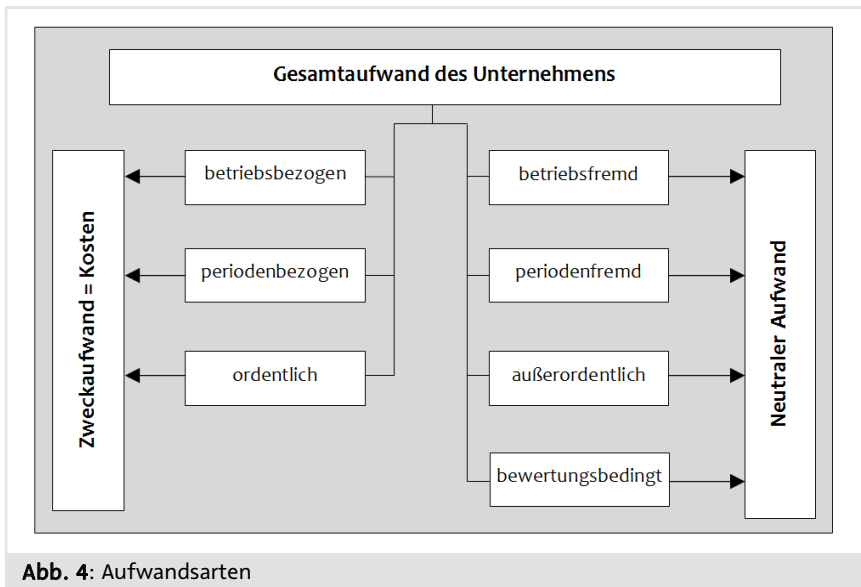 Gesamtaufwand des Unternehmens
Zweckaufwand = Kosten
betriebsbezogen
periodenbezogen
ordentlich
betriebsfremd
periodenfremd
außerordentlich
bewertungsbedingt
Neutraler Aufwand
Abb. 4: Aufwandsarten